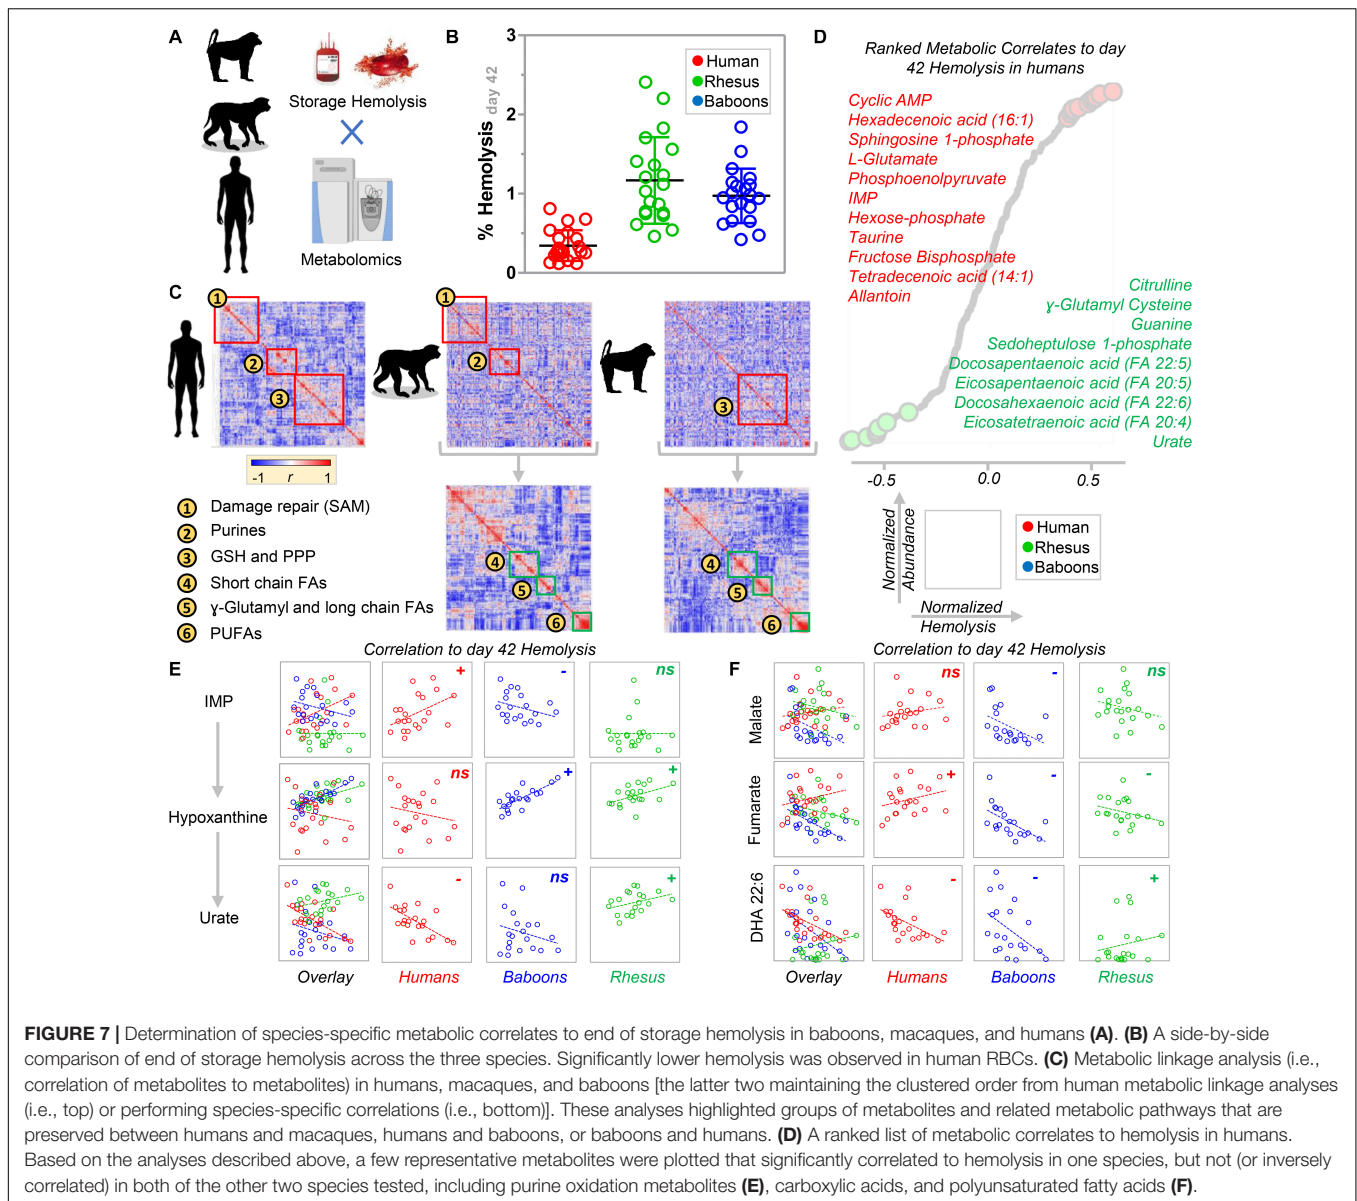 A
Storage Hemolysis
Metabolomics
B
% Hemolysis day 42
3
2
1
0
Human
Rhesus
Baboons
D
Ranked Metabolic Correlates to day
42 Hemolysis in humans
Cyclic AMP
Hexadecenoic acid (16:1)
Sphingosine 1-phosphate
L-Glutamate
Phosphoenolpyruvate
IMP
Hexose-phosphate
Taurine
Fructose Bisphosphate
Tetradecenoic acid (14:1)
Allantoin
Citrulline
ɣ-Glutamyl Cysteine
Guanine
Sedoheptulose 1-phosphate
Docosapentaenoic acid (FA 22:5)
Eicosapentaenoic acid (FA 20:5)
Docosahexaenoic acid (FA 22:6)
Eicosatetraenoic acid (FA 20:4)
Urate
-0.5 0.0 0.5
Normalized
Abundance
Normalized
Hemolysis
Human
Rhesus
Baboons
C
1
2
3
1
2
3
-1 r 1
4
5
6
4
5
6
1 Damage repair (SAM)
2 Purines
3 GSH and PPP
4 Short chain FAs
5 ɣ-Glutamyl and long chain FAs
6 PUFAs
Correlation to day 42 Hemolysis
E
IMP
+
-
ns
Hypoxanthine
ns
+
+
Urate
-
ns
+
Overlay Humans Baboons Rhesus
Correlation to day 42 Hemolysis
F
Malate
ns
-
ns
Fumarate
+
-
-
DHA 22:6
-
-
+
Overlay Humans Baboons Rhesus
FIGURE 7 | Determination of species-specific metabolic correlates to end of storage hemolysis in baboons, macaques, and humans (A). (B) A side-by-side
comparison of end of storage hemolysis across the three species. Significantly lower hemolysis was observed in human RBCs. (C) Metabolic linkage analysis (i.e.,
correlation of metabolites to metabolites) in humans, macaques, and baboons [the latter two maintaining the clustered order from human metabolic linkage analyses
(i.e., top) or performing species-specific correlations (i.e., bottom)]. These analyses highlighted groups of metabolites and related metabolic pathways that are
preserved between humans and macaques, humans and baboons, or baboons and humans. (D) A ranked list of metabolic correlates to hemolysis in humans.
Based on the analyses described above, a few representative metabolites were plotted that significantly correlated to hemolysis in one species, but not (or inversely
correlated) in both of the other two species tested, including purine oxidation metabolites (E), carboxylic acids, and polyunsaturated fatty acids (F).